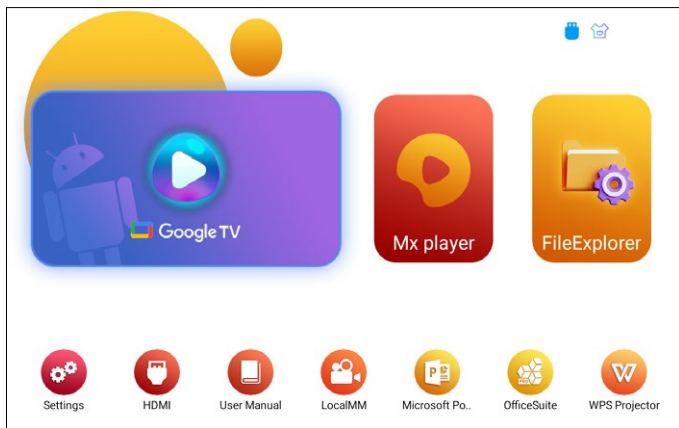 Google TV
Mx player
FileExplorer
Settings
HDMI
User Manual
LocalMM
Microsoft Po..
OfficeSuite
WPS Projector